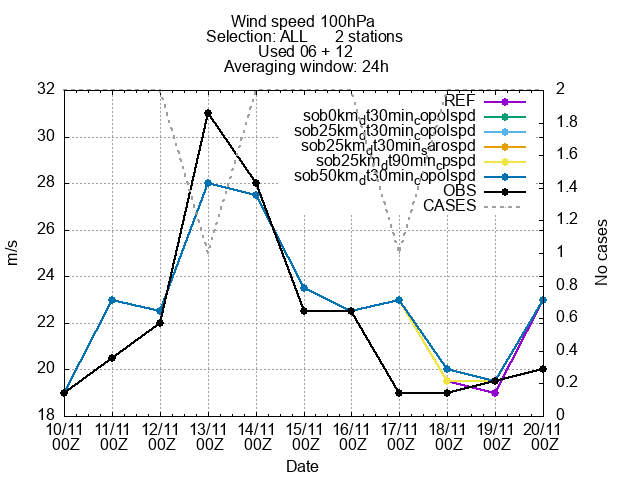 Wind speed 100hPa
Selection: ALL 2 stations
Used 06 + 12
Averaging window: 24h
32
30
28
26
24
22
20
18
m/s
2
1.8
1.6
1.4
1.2
1
0.8
0.6
0.4
0.2
0
No cases
REF
sob0km_dt30min_copolspd
sob25km_dt30min_copolspd
sob25km_dt30min_sarospd
sob25km_dt90min_cpspd
sob50km_dt30min_copolspd
OBS
CASES
10/11 11/11 12/11 13/11 14/11 15/11 16/11 17/11 18/11 19/11 20/11
00Z 00Z 00Z 00Z 00Z 00Z 00Z 00Z 00Z 00Z 00Z
Date